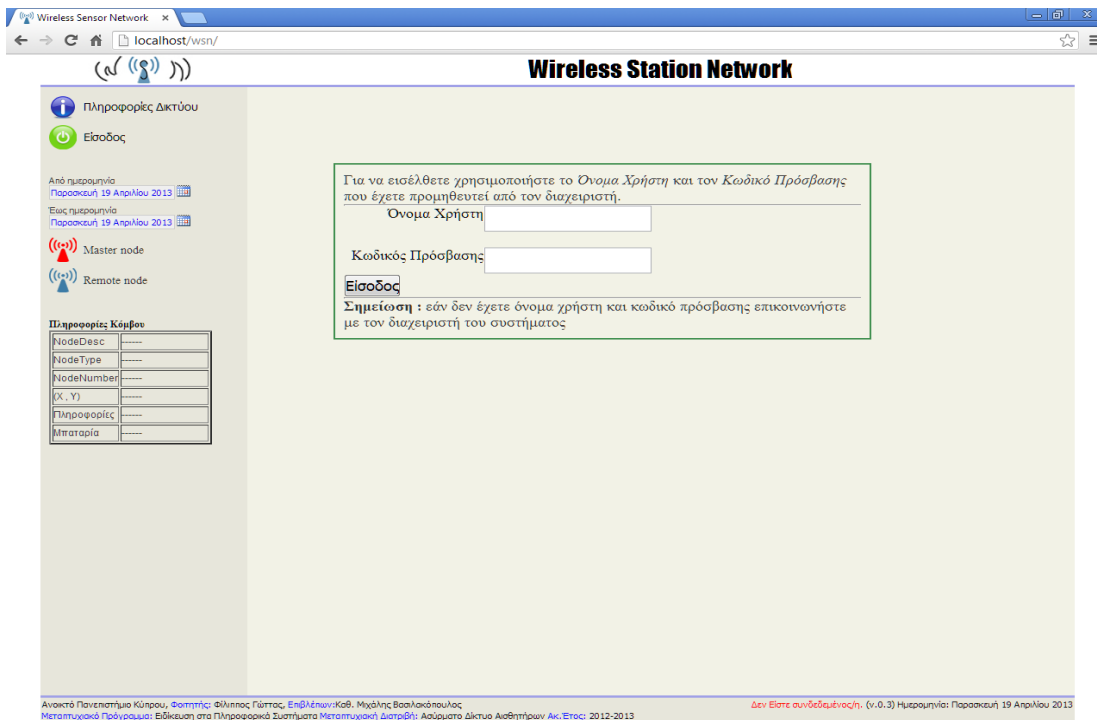 Wireless Sensor Network
localhost/wsn/
Wireless Station Network
Πληροφορίες Δικτύου
Είσοδος
Από ημερομηνία
Παρασκευή 19 Απριλίου 2013
Έως ημερομηνία
Παρασκευή 19 Απριλίου 2013
Master node
Remote node
Πληροφορίες Κόμβου
NodeDesc ------
NodeType ------
NodeNumber ------
(X , Y) ------
Πληροφορίες ------
Μπαταρία ------
Για να εισέλθετε χρησιμοποιήστε το Όνομα Χρήστη και τον Κωδικό Πρόσβασης
που έχετε προμηθευτεί από τον διαχειριστή.
Όνομα Χρήστη
Κωδικός Πρόσβασης
Είσοδος
Σημείωση : εάν δεν έχετε όνομα χρήστη και κωδικό πρόσβασης επικοινωνήστε
με τον διαχειριστή του συστήματος
Ανοικτό Πανεπιστήμιο Κύπρου, Φοιτητής: Φίλιππος Γώττας, Επιβλέπων:Καθ. Μιχάλης Βασιλακόπουλος
Δεν Είστε συνδεδεμένος/η. (v.0.3) Ημερομηνία: Παρασκευή 19 Απριλίου 2013
Μεταπτυχιακό Πρόγραμμα: Ειδίκευση στα Πληροφορικά Συστήματα Μεταπτυχιακή Διατριβή: Ασύρματο Δίκτυο Αισθητήρων Ακ. Έτος: 2012-2013